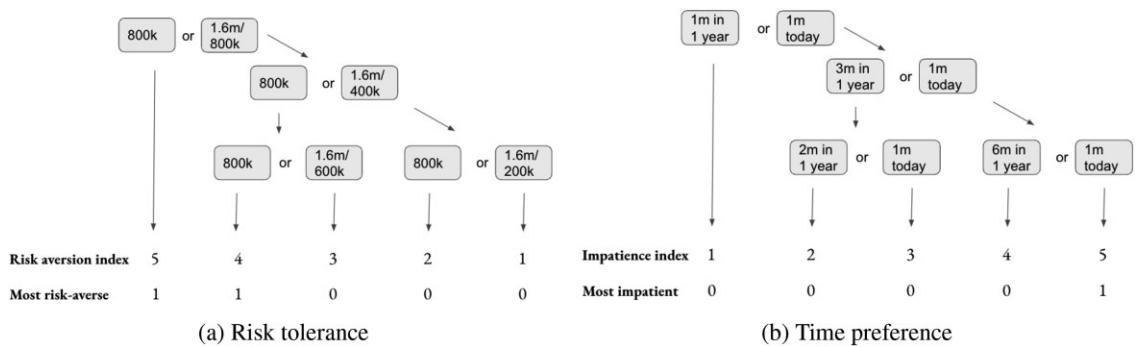 800k or 1.6m/
800k
800k or 1.6m/
400k
800k or 1.6m/
600k
800k or 1.6m/
200k
Risk aversion index 5 4 3 2 1
Most risk-averse 1 1 0 0 0
(a) Risk tolerance
1m in
1 year or 1m
today
3m in
1 year or 1m
today
2m in
1 year or 1m
today
6m in
1 year or 1m
today
Impatience index 1 2 3 4 5
Most impatient 0 0 0 0 1
(b) Time preference